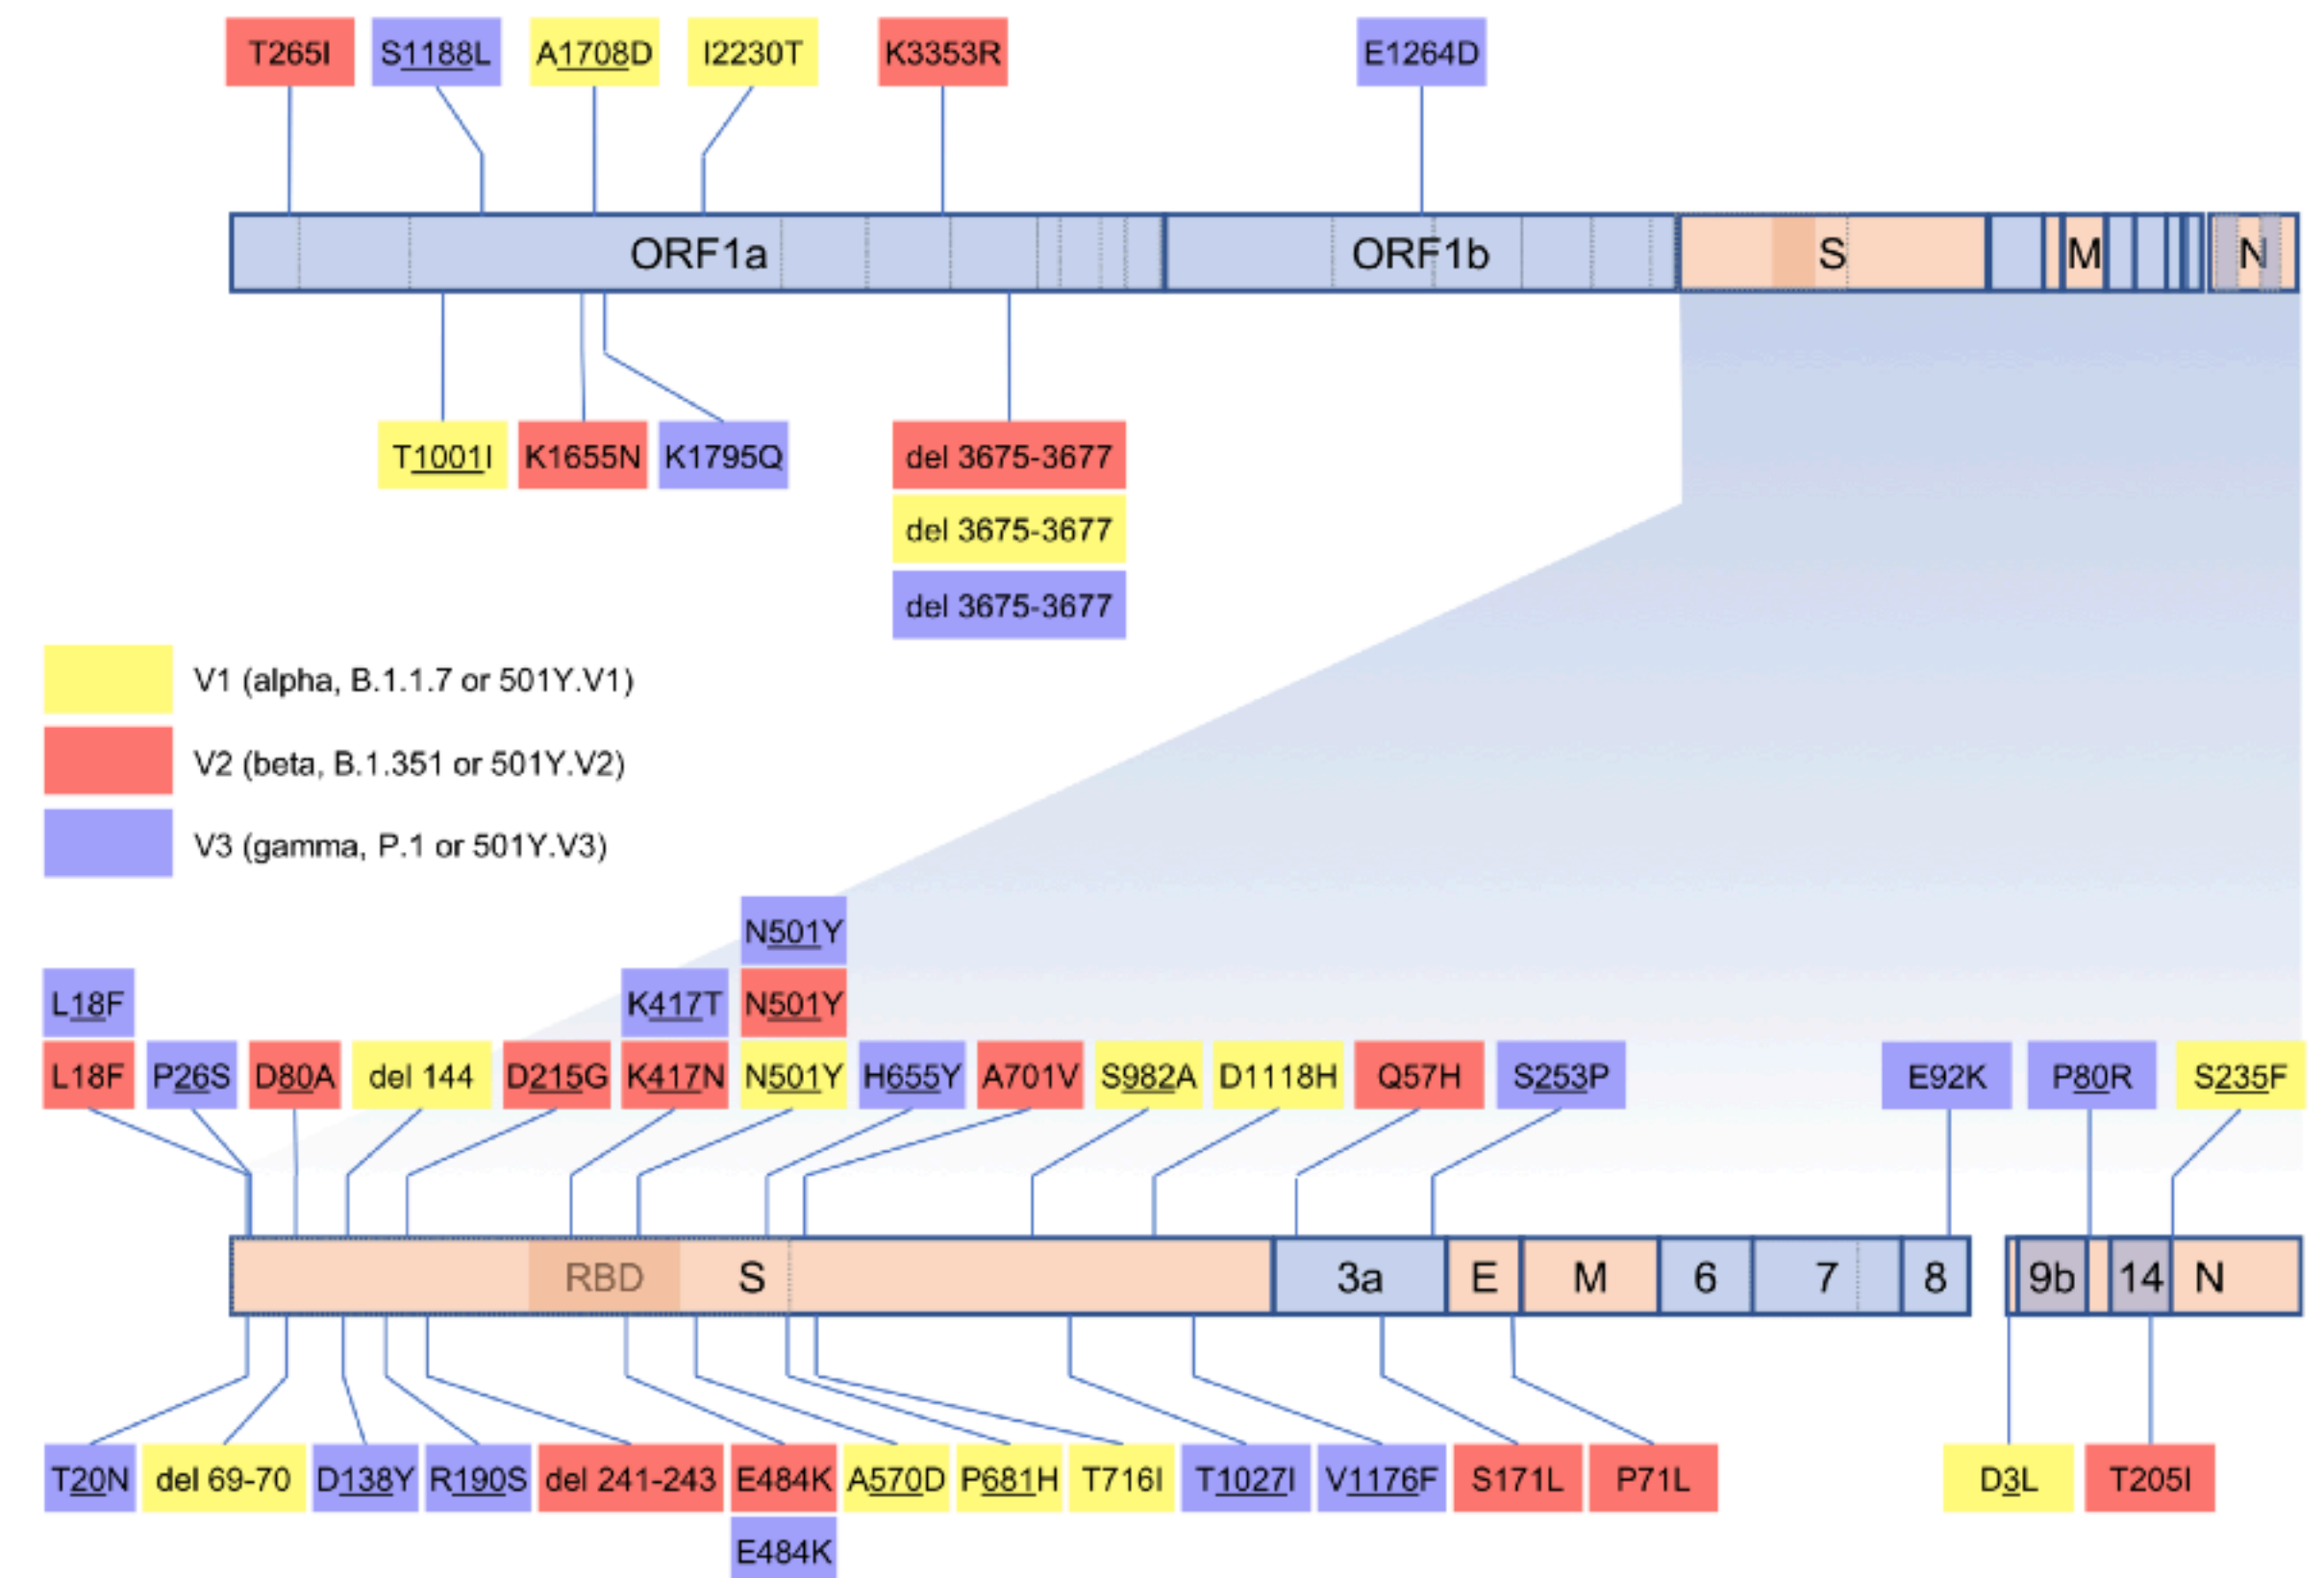 T265I S1188L A1708D I2230T K3353R E1264D
ORF1a ORF1b S M N
T1001I K1655N K1795Q del 3675-3677
del 3675-3677
del 3675-3677
V1 (alpha, B.1.1.7 or 501Y.V1)
V2 (beta, B.1.351 or 501Y.V2)
V3 (gamma, P.1 or 501Y.V3)
N501Y
L18F K417T N501Y
L18F P26S D80A del 144 D215G K417N N501Y H655Y A701V S982A D1118H Q57H S253P E92K P80R S235F
RBD S 3a E M 6 7 8 9b 14 N
T20N del 69-70 D138Y R190S del 241-243 E484K A570D P681H T716I T1027I V1176F S171L P71L D3L T205I
E484K